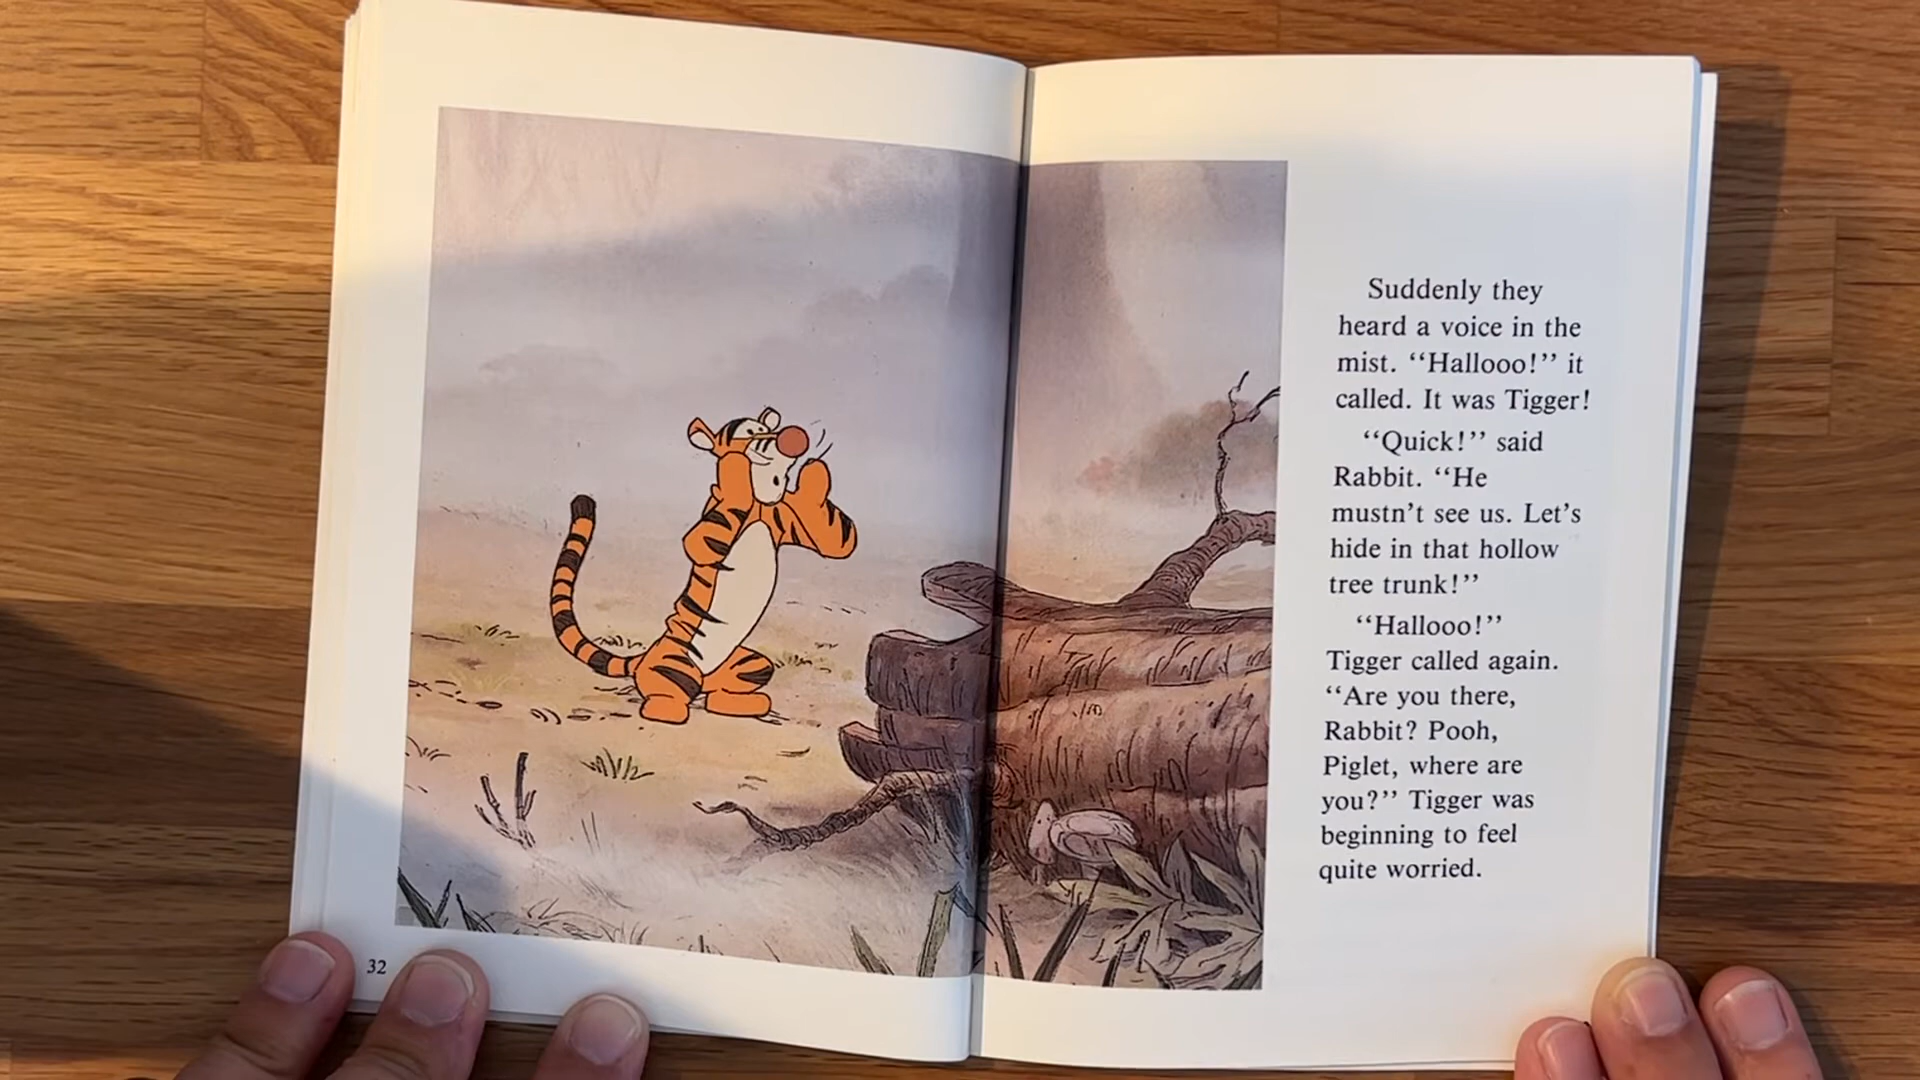 Suddenly they
heard a voice in the
mist. ‘‘Hallooo!’’ it
called. It was Tigger!
‘‘Quick!’’ said
Rabbit. ‘‘He
mustn’t see us. Let’s
hide in that hollow
tree trunk!’’
‘‘Hallooo!’’
Tigger called again.
‘‘Are you there,
Rabbit? Pooh,
Piglet, where are
you?’’ Tigger was
beginning to feel
quite worried.
32